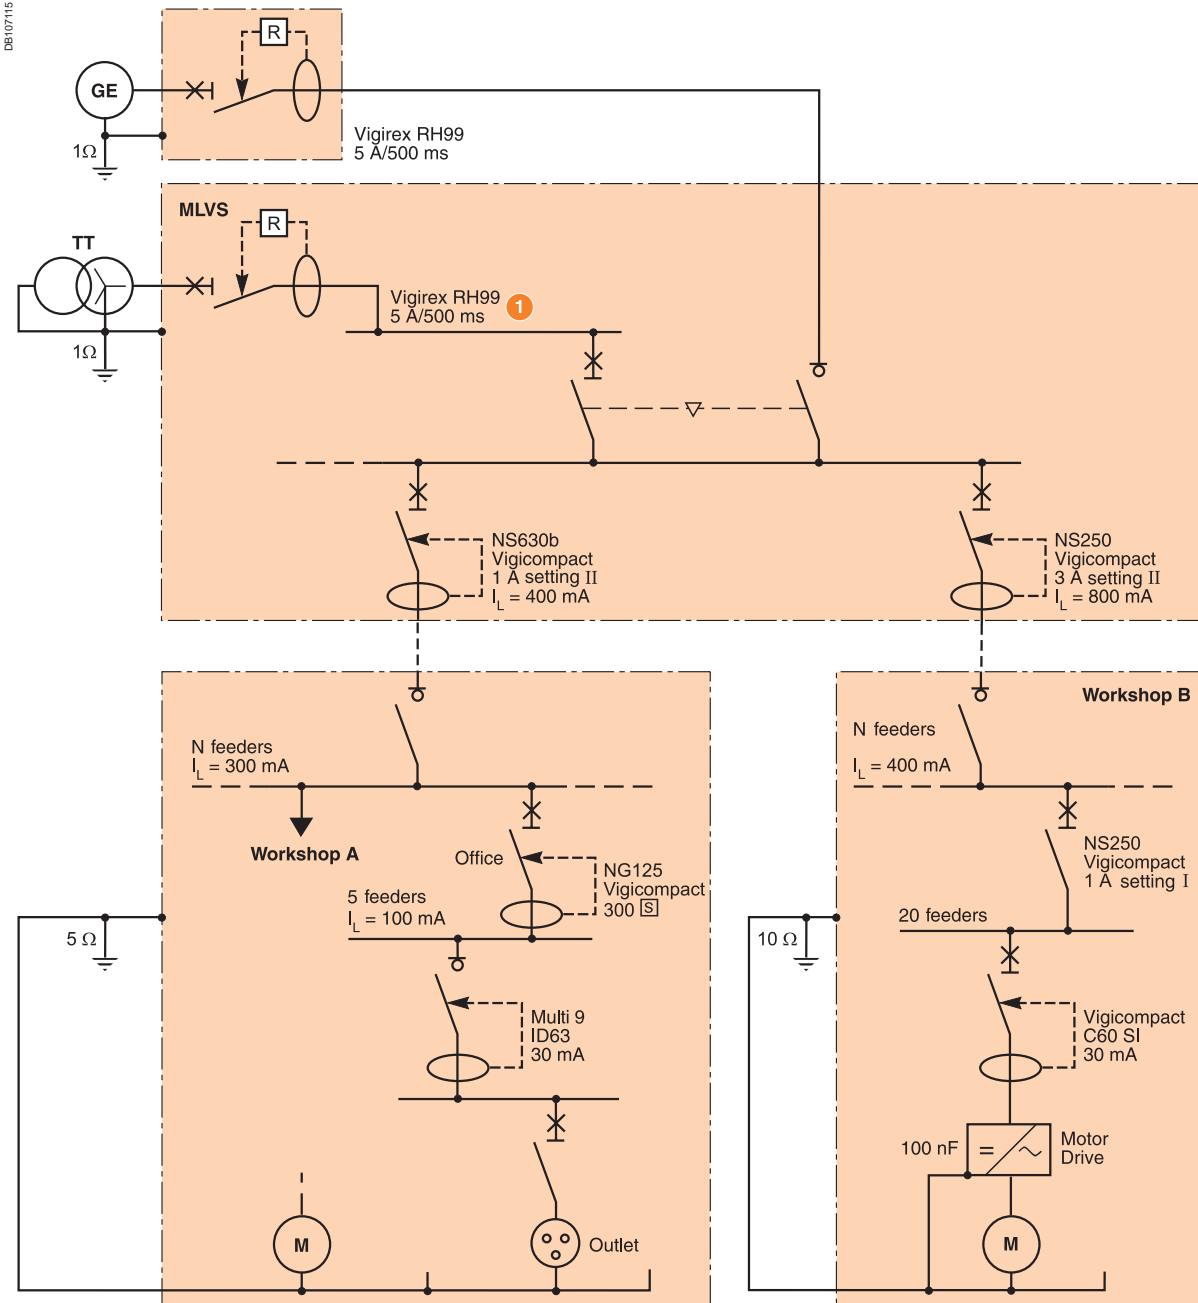 DB107115
R
GE
1Ω
Vigirex RH99
5 A/500 ms
MLVS
R
TT
1Ω
Vigirex RH99
5 A/500 ms
1
NS630b
Vigicompact
1 A setting II
IL = 400 mA
NS250
Vigicompact
3 A setting II
IL = 800 mA
Workshop B
N feeders
IL = 300 mA
N feeders
IL = 400 mA
Workshop A
Office
NG125
Vigicompact
300 S
5 feeders
IL = 100 mA
NS250
Vigicompact
1 A setting I
20 feeders
5 Ω
10 Ω
Multi 9
ID63
30 mA
Vigicompact
C60 SI
30 mA
100 nF
= ~
Motor
Drive
M
Outlet
M